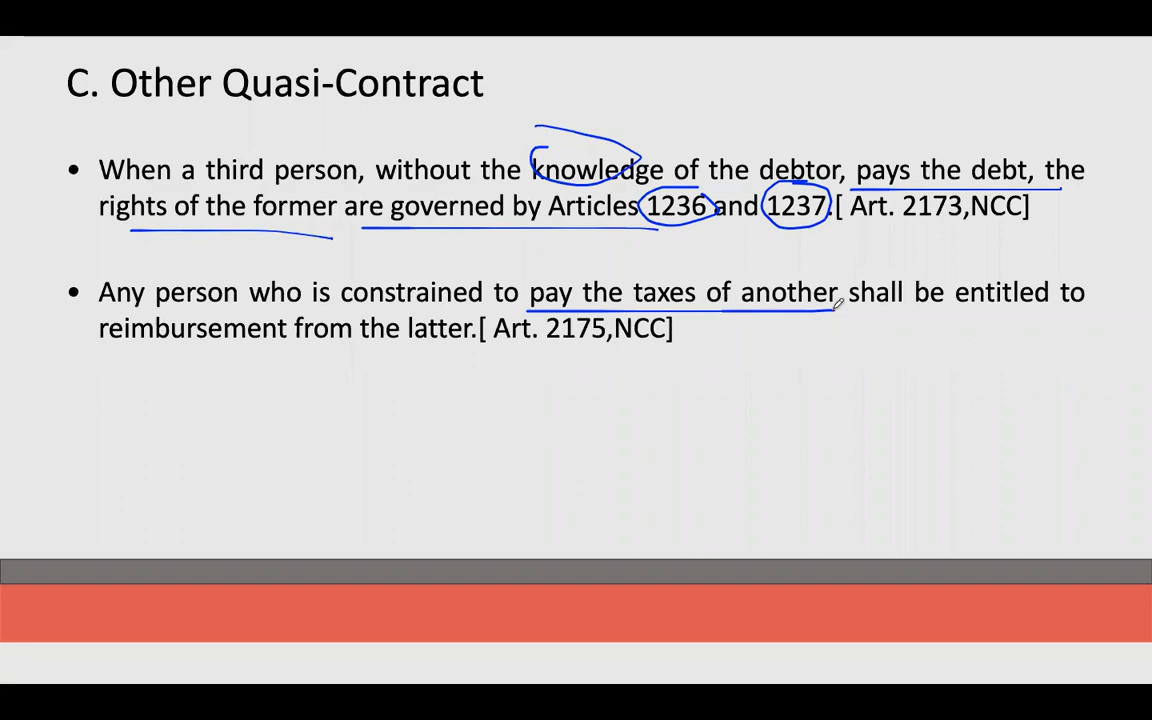 C. Other Quasi-Contract
• When a third person, without the knowledge of the debtor, pays the debt, the
rights of the former are governed by Articles 1236 and 1237.[ Art. 2173,NCC]
• Any person who is constrained to pay the taxes of another shall be entitled to
reimbursement from the latter.[ Art. 2175,NCC]